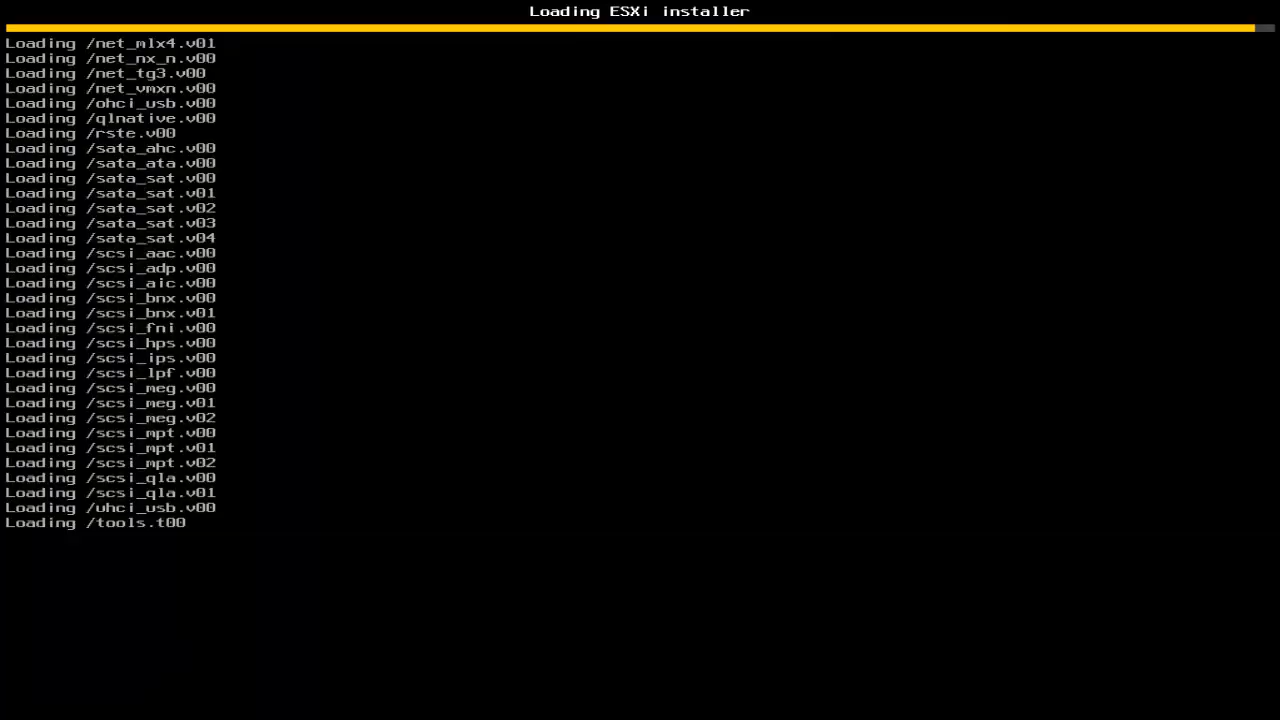 Loading ESXi installer
Loading /net_mlx4.v01
Loading /net_nx_n.v00
Loading /net_tg3.v00
Loading /net_vmxn.v00
Loading /ohci_usb.v00
Loading /qlnative.v00
Loading /rste.v00
Loading /sata_ahc.v00
Loading /sata_ata.v00
Loading /sata_sat.v00
Loading /sata_sat.v01
Loading /sata_sat.v02
Loading /sata_sat.v03
Loading /sata_sat.v04
Loading /scsi_aac.v00
Loading /scsi_adp.v00
Loading /scsi_aic.v00
Loading /scsi_bnx.v00
Loading /scsi_bnx.v01
Loading /scsi_fni.v00
Loading /scsi_hps.v00
Loading /scsi_ips.v00
Loading /scsi_lpf.v00
Loading /scsi_meg.v00
Loading /scsi_meg.v01
Loading /scsi_meg.v02
Loading /scsi_mpt.v00
Loading /scsi_mpt.v01
Loading /scsi_mpt.v02
Loading /scsi_qla.v00
Loading /scsi_qla.v01
Loading /uhci_usb.v00
Loading /tools.t00